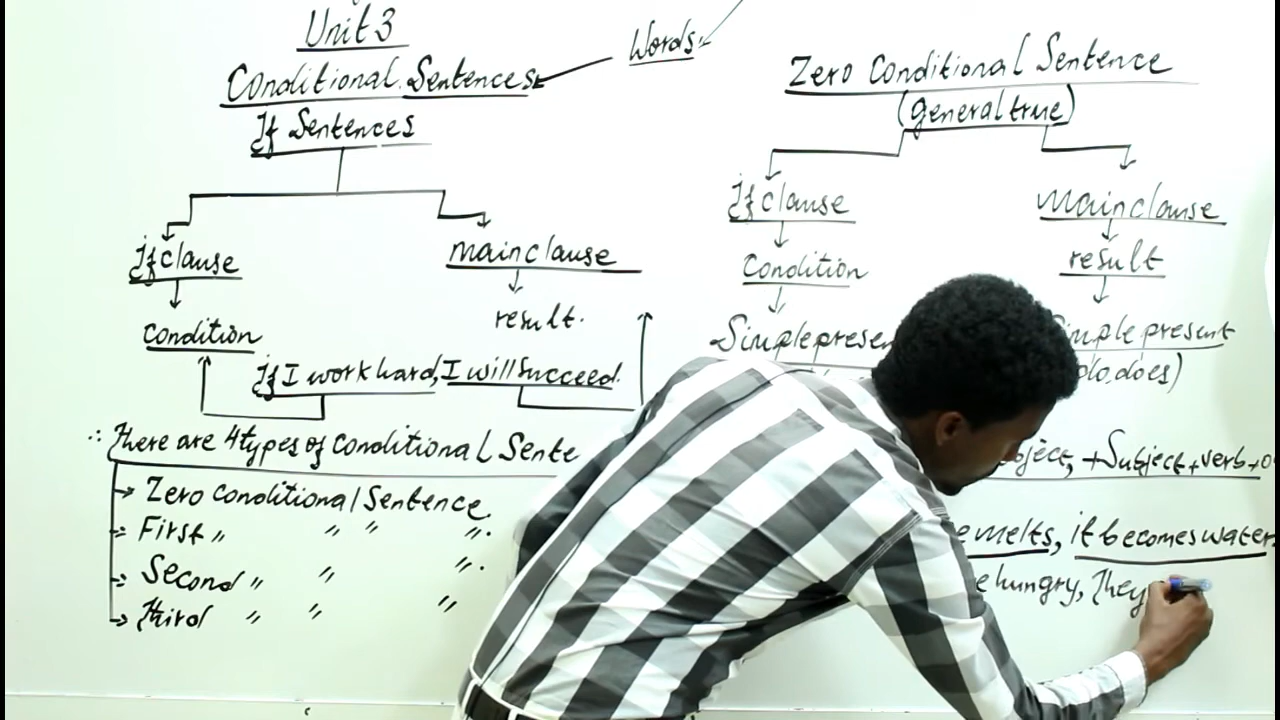 Unit 3
Conditional Sentences
Words
If Sentences
If clause
main clause
condition
result.
If I work hard, I will succeed.
∴ There are 4 types of conditional Sente
→ Zero conditional Sentence.
→ First " " " ".
→ Second " " ".
→ third " " "
Zero Conditional Sentence
(general true)
If clause
Main clause
Condition
result
Simple presen
imple present
do, does)
bject, + Subject + verb + o
e melts, it becomes water
e hungry, They